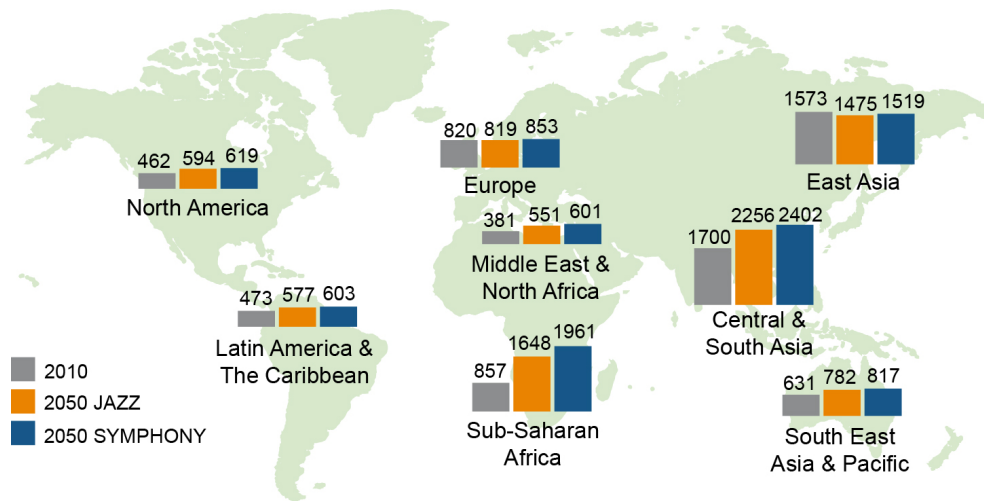 462 594 619
North America
820 819 853
Europe
1573 1475 1519
East Asia
381 551 601
Middle East &
North Africa
1700 2256 2402
Central &
South Asia
473 577 603
Latin America &
The Caribbean
857 1648 1961
Sub-Saharan
Africa
631 782 817
South East
Asia & Pacific
2010
2050 JAZZ
2050 SYMPHONY